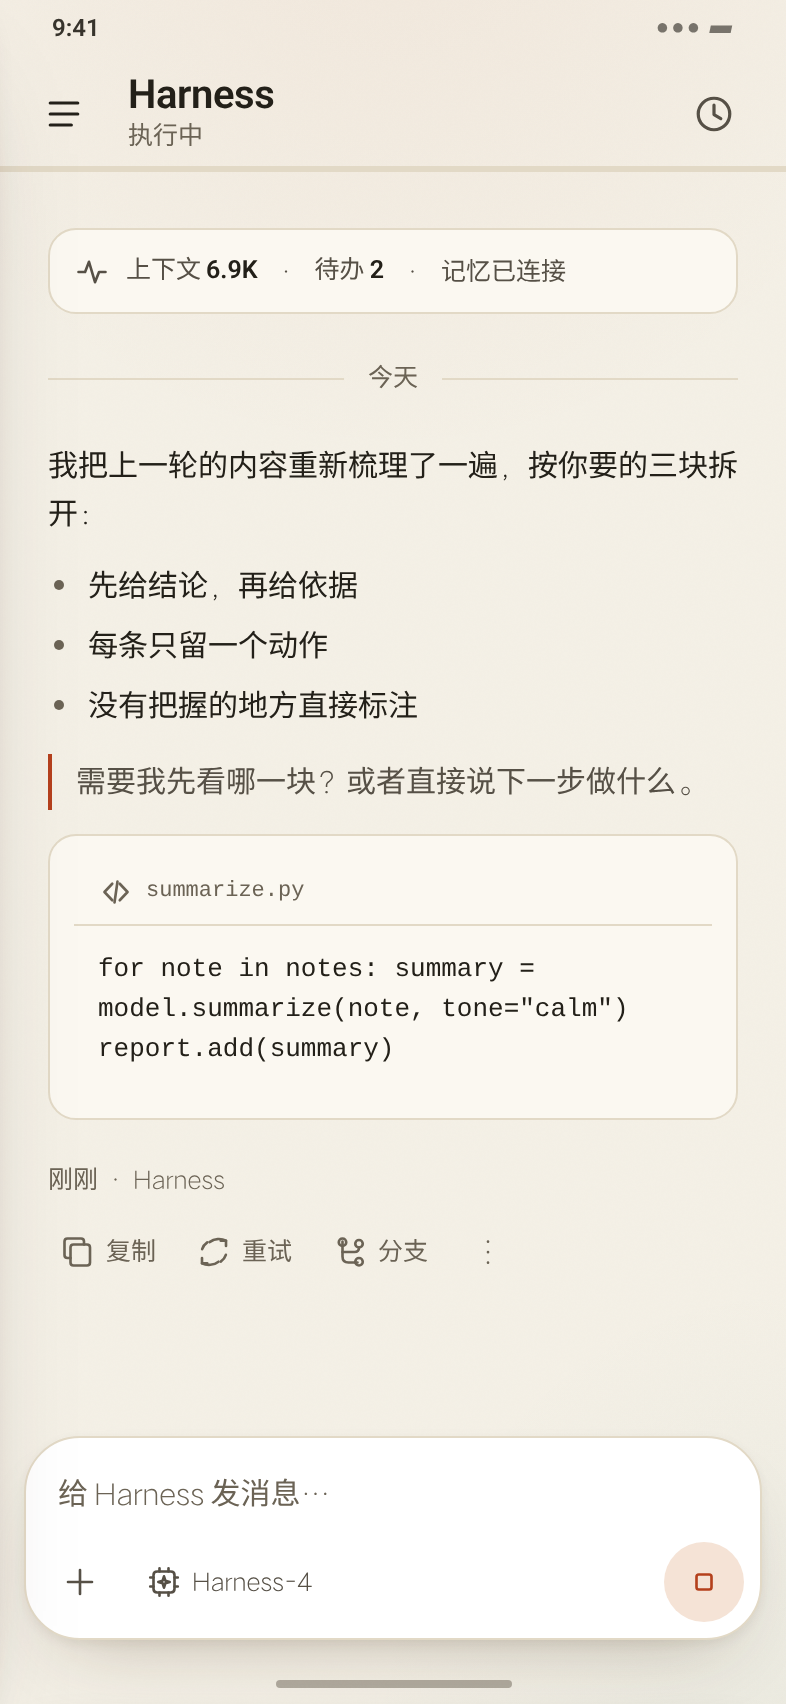 9:41
Harness
执行中
上下文 6.9K · 待办 2 · 记忆已连接
今天
我把上一轮的内容重新梳理了一遍，按你要的三块拆
开：
• 先给结论，再给依据
• 每条只留一个动作
• 没有把握的地方直接标注
需要我先看哪一块？或者直接说下一步做什么。
summarize.py
for note in notes: summary =
model.summarize(note, tone="calm")
report.add(summary)
刚刚 · Harness
复制 重试 分支
给 Harness 发消息…
Harness-4